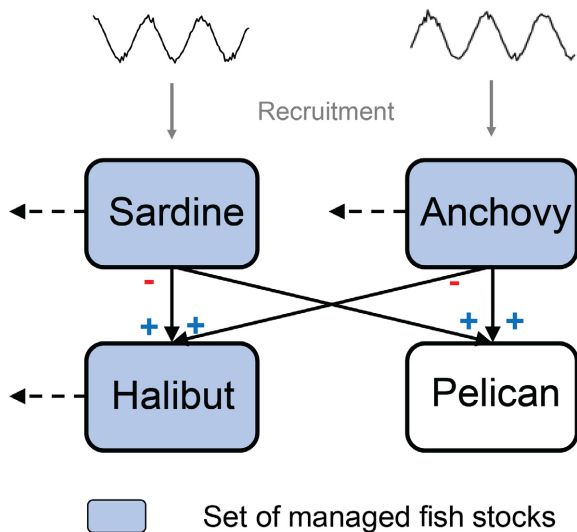 Recruitment
Sardine
Anchovy
-
-
+
+
+
+
Halibut
Pelican
Set of managed fish stocks